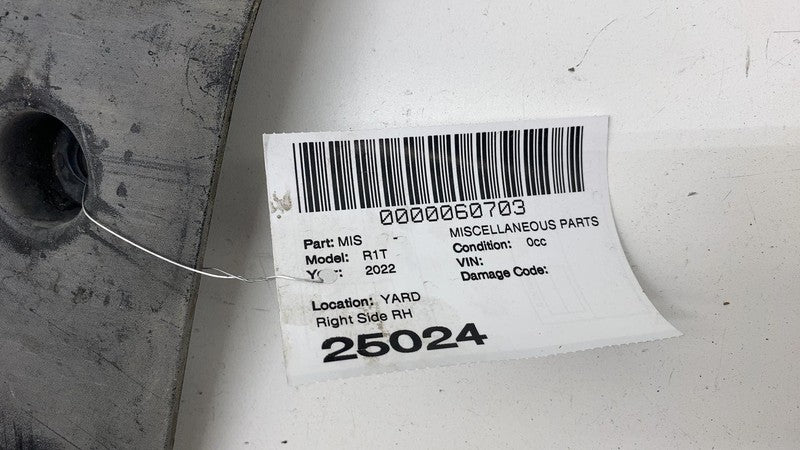 0000060703
Part: MIS - MISCELLANEOUS PARTS
Model: R1T Condition: 0cc
Year: 2022 VIN:
Damage Code:
Location: YARD
Right Side RH
25024